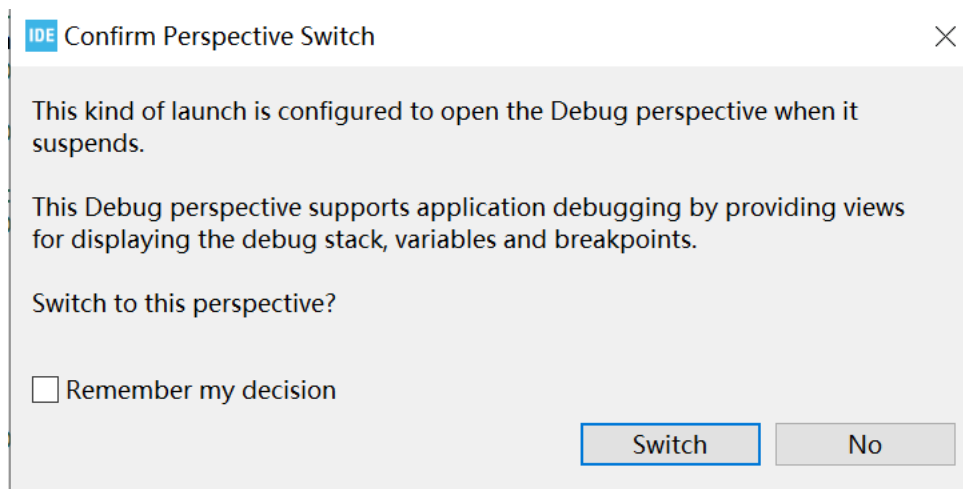 IDE Confirm Perspective Switch
This kind of launch is configured to open the Debug perspective when it
suspends.
This Debug perspective supports application debugging by providing views
for displaying the debug stack, variables and breakpoints.
Switch to this perspective?
Remember my decision
Switch No